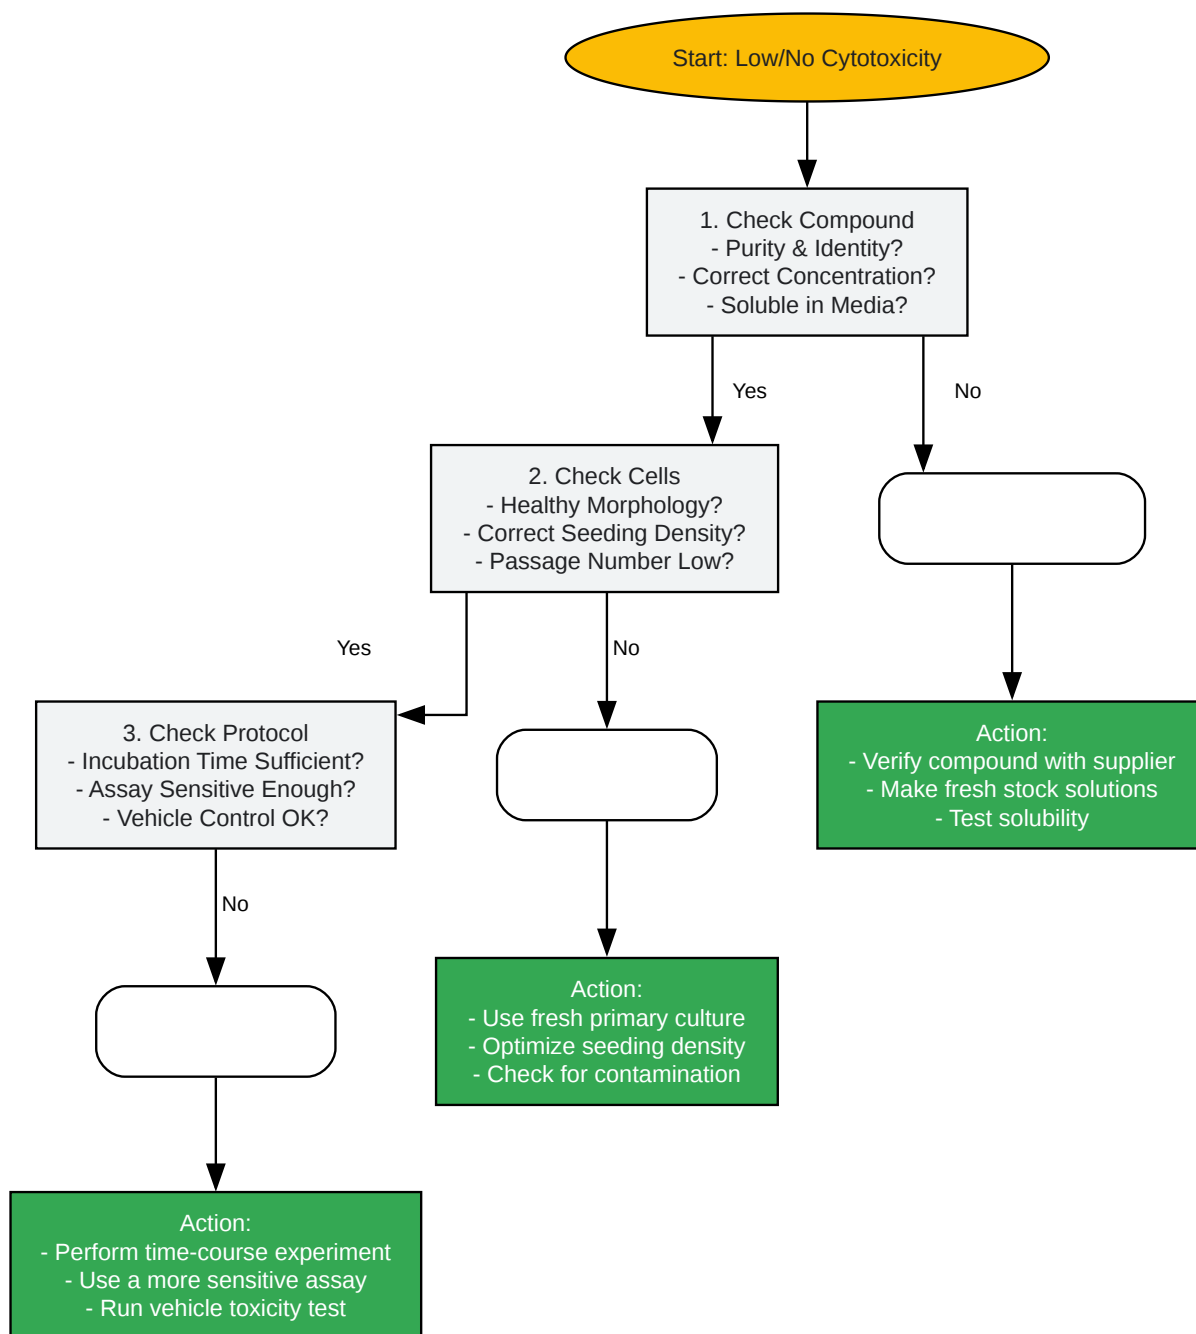 Start: Low/No Cytotoxicity
1. Check Compound
- Purity & Identity?
- Correct Concentration?
- Soluble in Media?
Yes
No
2. Check Cells
- Healthy Morphology?
- Correct Seeding Density?
- Passage Number Low?
Yes
No
3. Check Protocol
- Incubation Time Sufficient?
- Assay Sensitive Enough?
- Vehicle Control OK?
Action:
- Verify compound with supplier
- Make fresh stock solutions
- Test solubility
No
Action:
- Use fresh primary culture
- Optimize seeding density
- Check for contamination
Action:
- Perform time-course experiment
- Use a more sensitive assay
- Run vehicle toxicity test